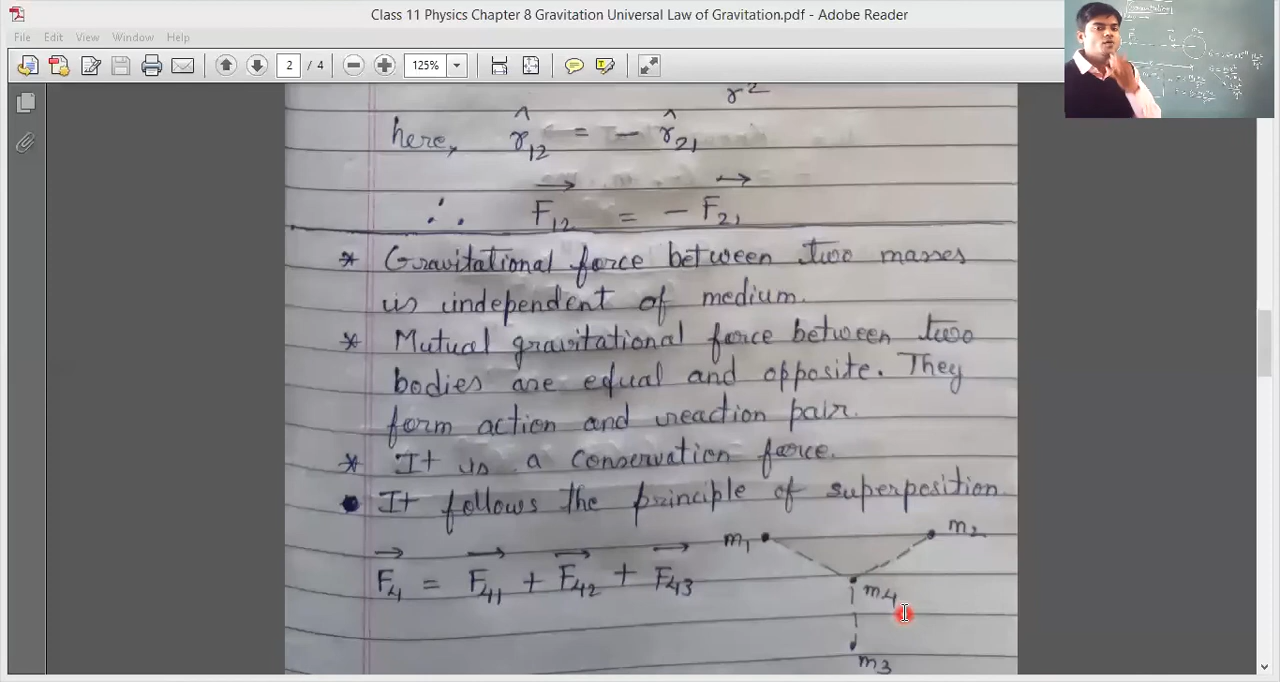 Class 11 Physics Chapter 8 Gravitation Universal Law of Gravitation.pdf - Adobe Reader
File Edit View Window Help
2 / 4 125%
r²
here, r̂₁₂ = - r̂₂₁
∴ F⃗₁₂ = - F⃗₂₁
* Gravitational force between two masses
is independent of medium.
* Mutual gravitational force between two
bodies are equal and opposite. They
form action and reaction pair.
* It is a conservation force.
• It follows the principle of superposition
F⃗₄ = F⃗₄₁ + F⃗₄₂ + F⃗₄₃
m₁ m₂
m₄
m₃